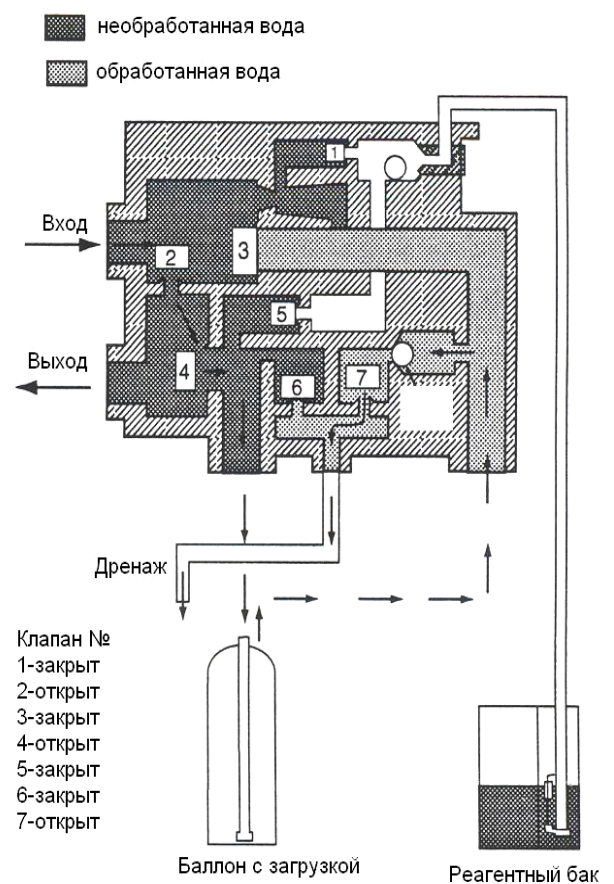 необработанная вода
обработанная вода
1
Вход
2
3
5
Выход
4
6
7
Дренаж
Клапан №
1-закрыт
2-открыт
3-закрыт
4-открыт
5-закрыт
6-закрыт
7-открыт
Баллон с загрузкой
Реагентный бак